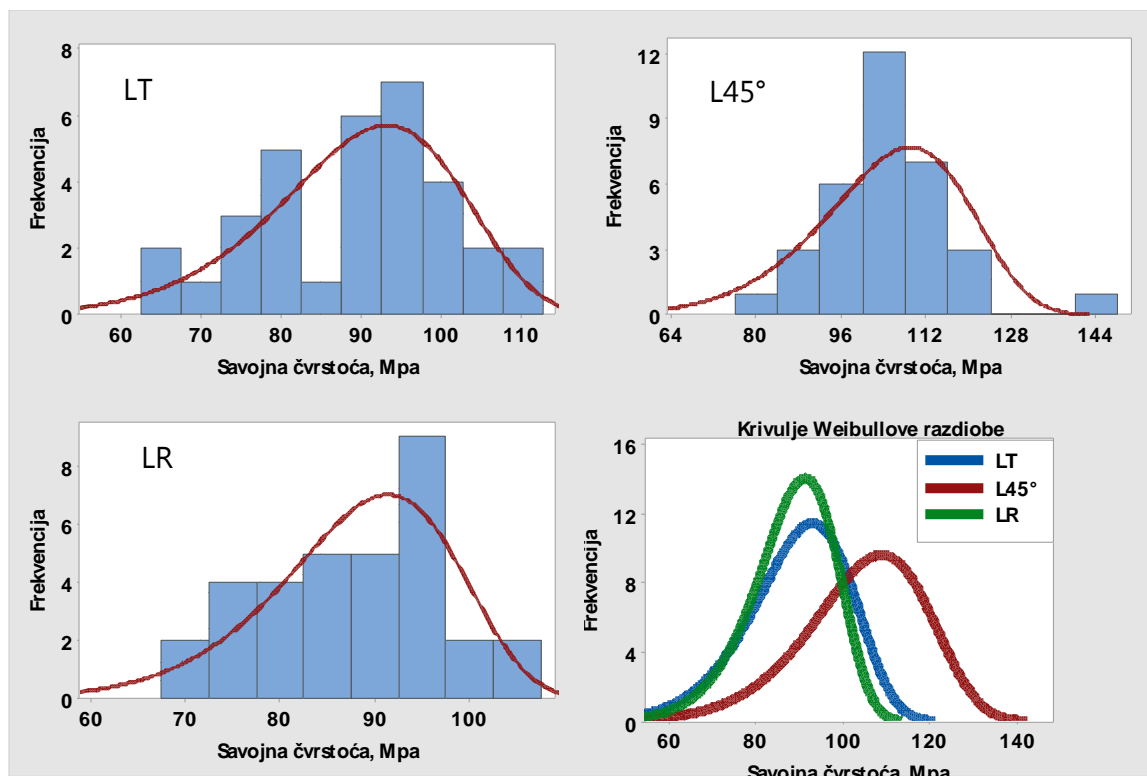 LT
Frekvencija
8
6
4
2
0
60 70 80 90 100 110
Savojna čvrstoća, Mpa
L45°
Frekvencija
12
9
6
3
0
64 80 96 112 128 144
Savojna čvrstoća, Mpa
LR
Frekvencija
8
6
4
2
0
60 70 80 90 100
Savojna čvrstoća, Mpa
Krivulje Weibullove razdiobe
LT
L45°
LR
Frekvencija
16
12
8
4
0
60 80 100 120 140
Savojna čvrstoća, Mpa